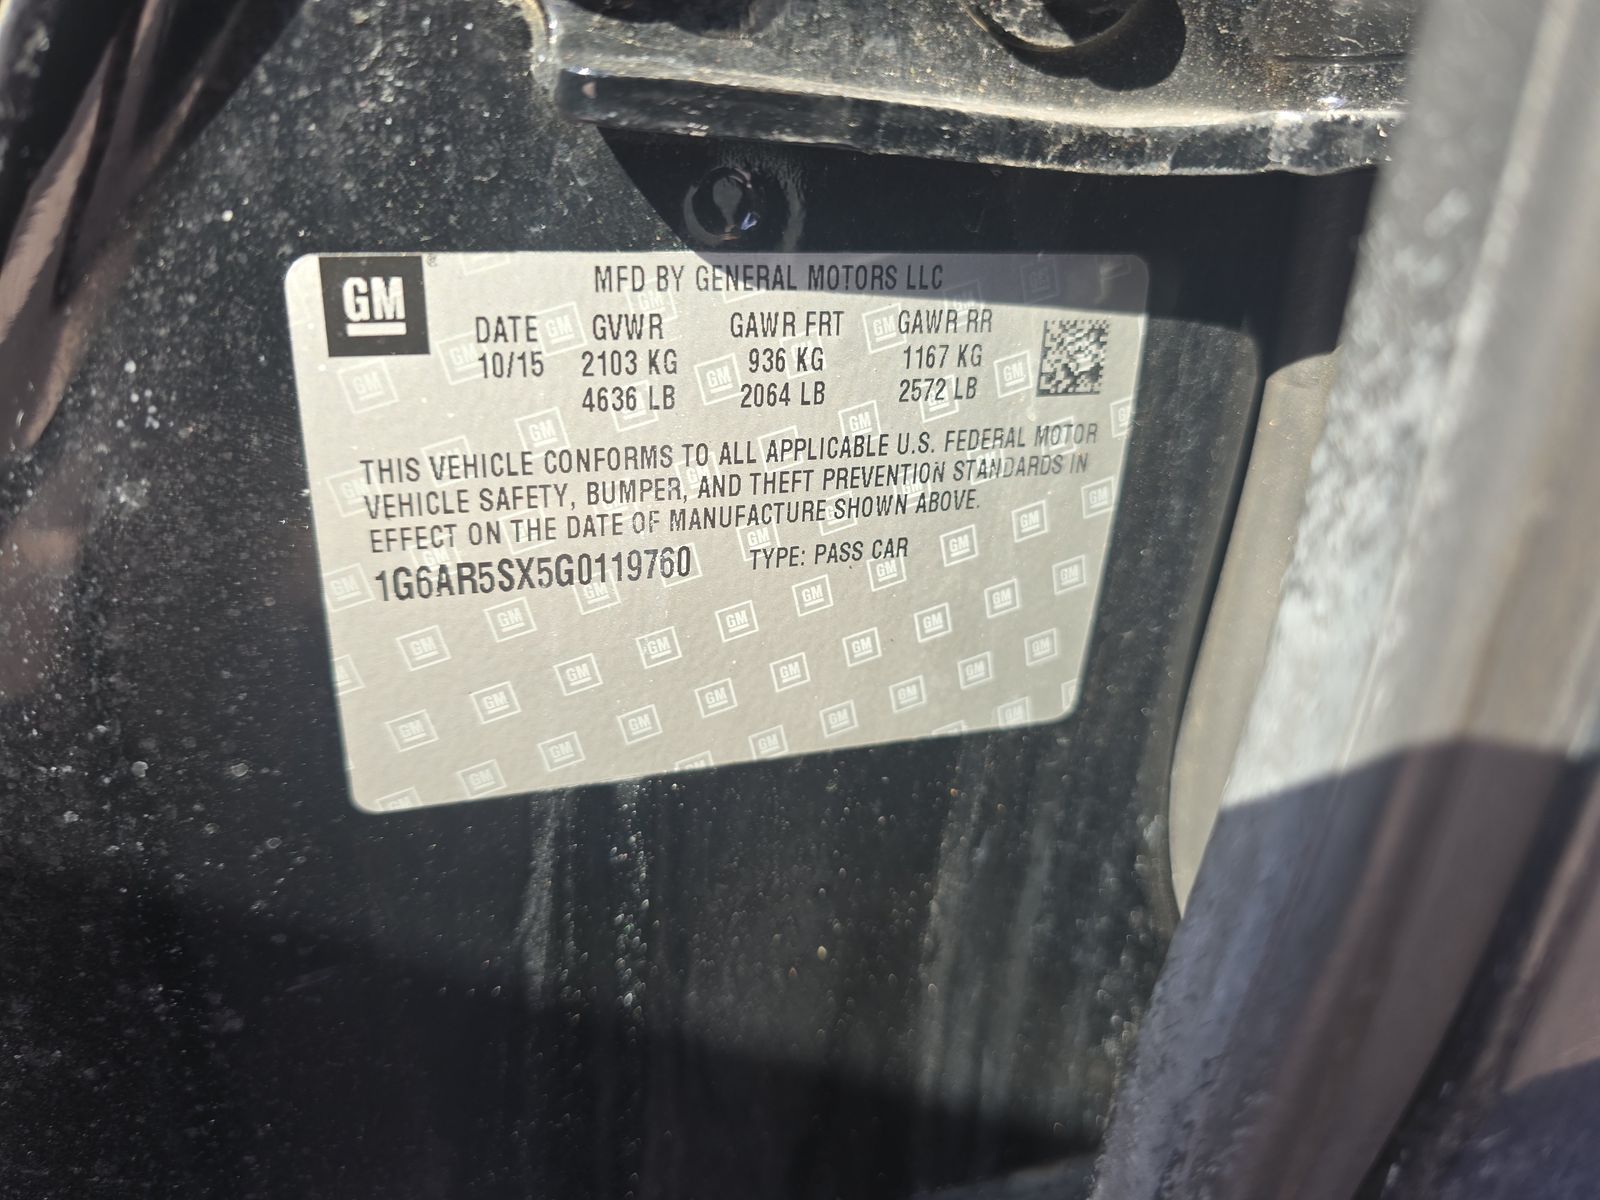 GM
MFD BY GENERAL MOTORS LLC
DATE GVWR GAWR FRT GAWR RR
10/15 2103 KG 936 KG 1167 KG
4636 LB 2064 LB 2572 LB
THIS VEHICLE CONFORMS TO ALL APPLICABLE U.S. FEDERAL MOTOR
VEHICLE SAFETY, BUMPER, AND THEFT PREVENTION STANDARDS IN
EFFECT ON THE DATE OF MANUFACTURE SHOWN ABOVE.
1G6AR5SX5G0119760 TYPE: PASS CAR